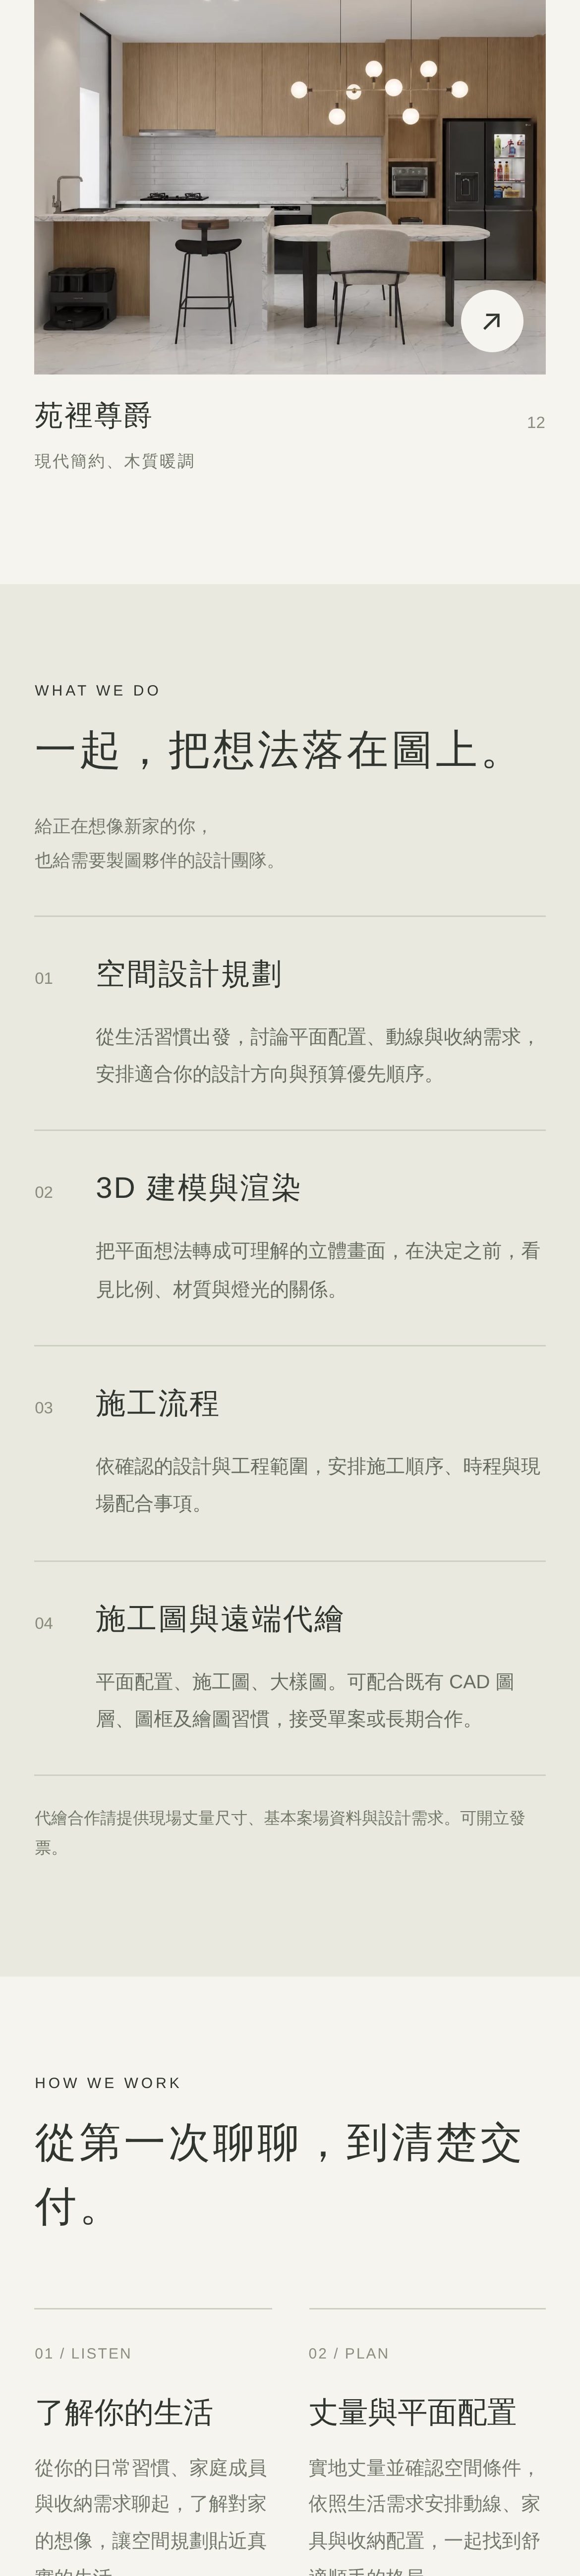 苑裡尊爵
12
現代簡約、木質暖調
WHAT WE DO
一起，把想法落在圖上。
給正在想像新家的你，
也給需要製圖夥伴的設計團隊。
01
空間設計規劃
從生活習慣出發，討論平面配置、動線與收納需求，
安排適合你的設計方向與預算優先順序。
02
3D 建模與渲染
把平面想法轉成可理解的立體畫面，在決定之前，看
見比例、材質與燈光的關係。
03
施工流程
依確認的設計與工程範圍，安排施工順序、時程與現
場配合事項。
04
施工圖與遠端代繪
平面配置、施工圖、大樣圖。可配合既有 CAD 圖
層、圖框及繪圖習慣，接受單案或長期合作。
代繪合作請提供現場丈量尺寸、基本案場資料與設計需求。可開立發
票。
HOW WE WORK
從第一次聊聊，到清楚交
付。
01 / LISTEN
了解你的生活
從你的日常習慣、家庭成員
與收納需求聊起，了解對家
的想像，讓空間規劃貼近真
實的生活
02 / PLAN
丈量與平面配置
實地丈量並確認空間條件，
依照生活需求安排動線、家
具與收納配置，一起找到舒
適順手的格局